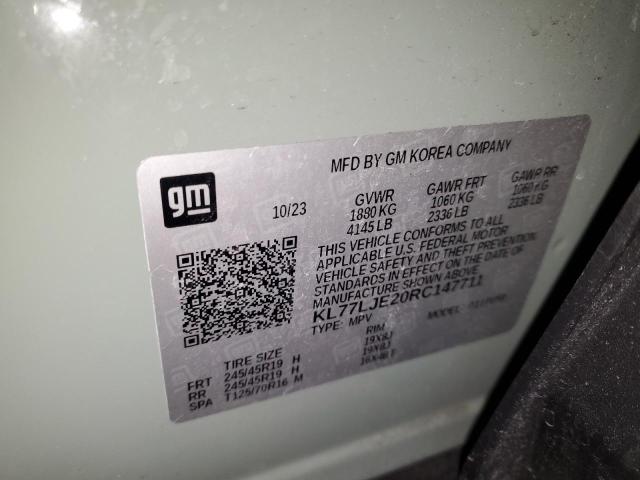 MFD BY GM KOREA COMPANY
gm
10/23
GVWR GAWR FRT GAWR RR
1880 KG 1060 KG 1060 KG
4145 LB 2336 LB 2336 LB
THIS VEHICLE CONFORMS TO ALL
APPLICABLE U.S. FEDERAL MOTOR
VEHICLE SAFETY AND THEFT PREVENTION
STANDARDS IN EFFECT ON THE DATE OF
MANUFACTURE SHOWN ABOVE.
KL77LJE20RC147711
TYPE: MPV MODEL:
TIRE SIZE RIM
FRT 245/45R19 H 19X8J
RR 245/45R19 H 19X8J
SPA T125/70R16 M